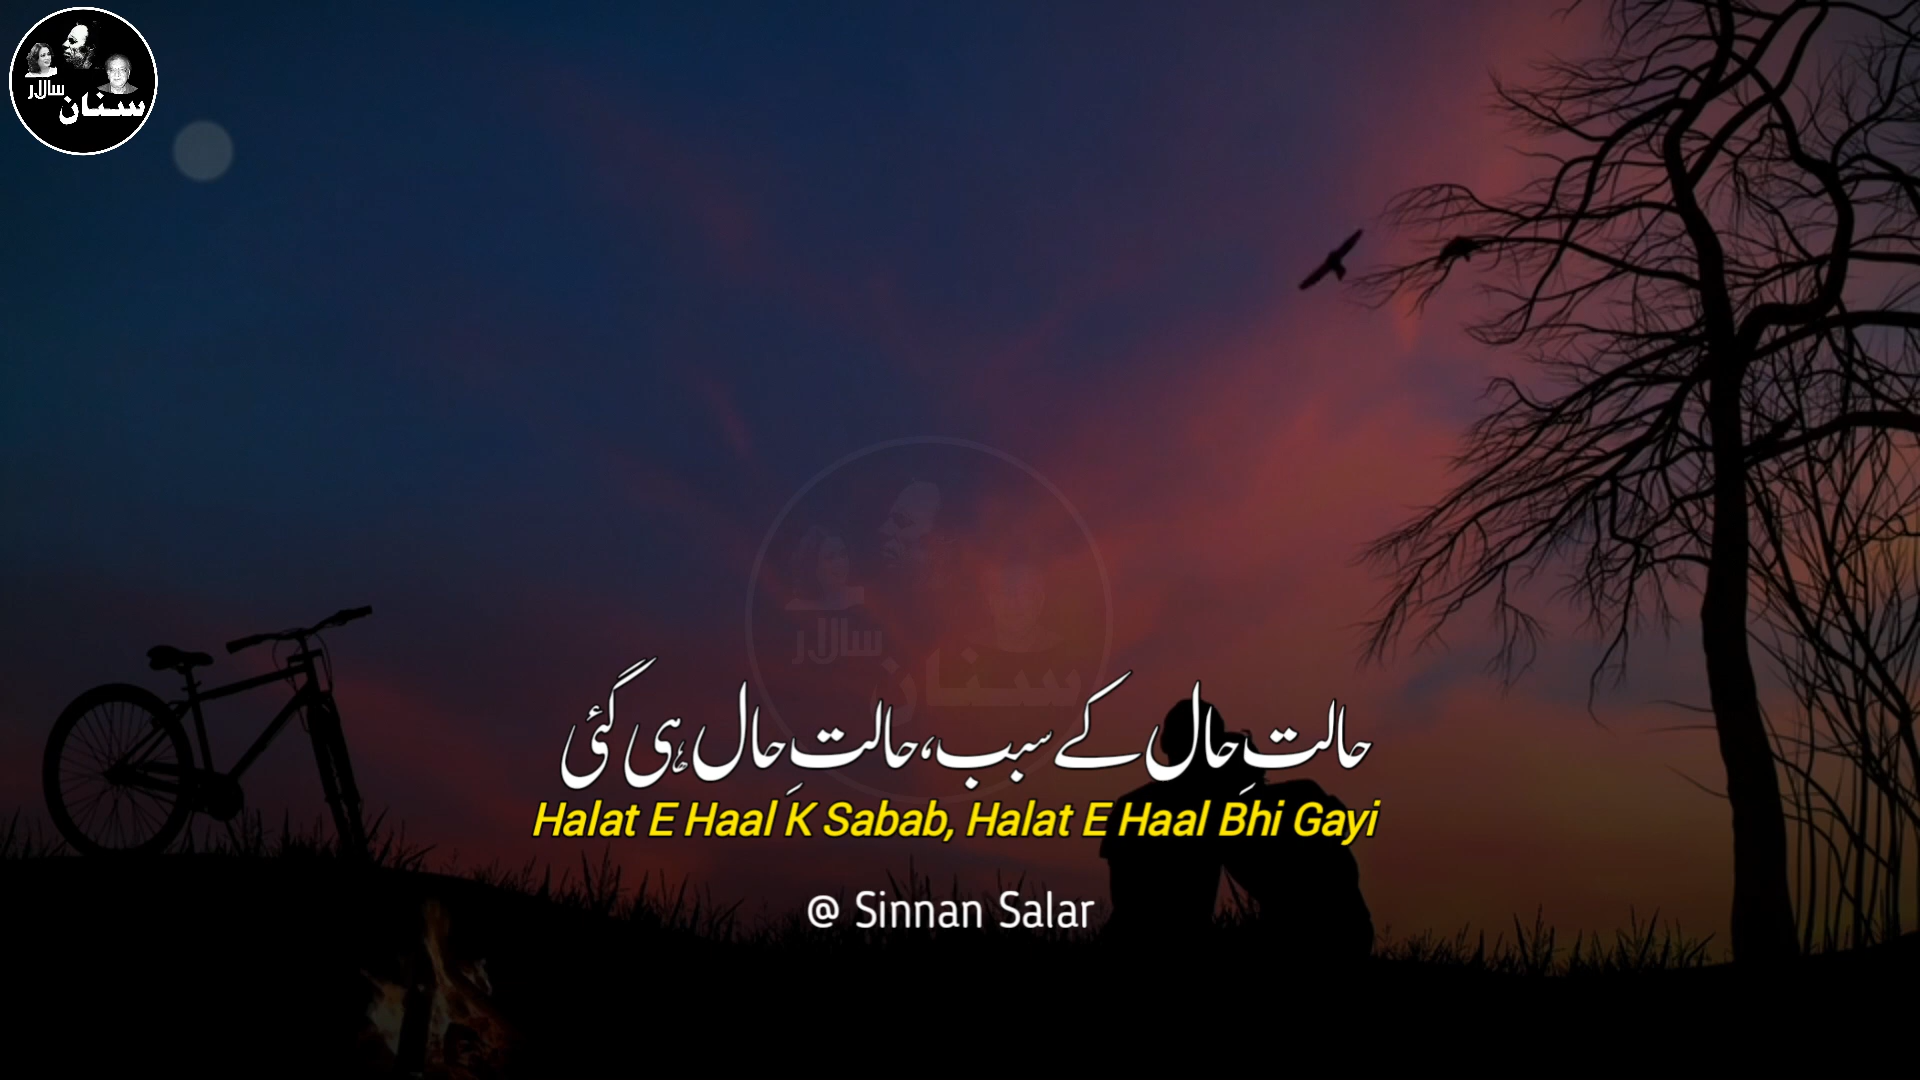 سنان سالار
حالتِ حال کے سبب، حالتِ حال ہی گئی
Halat E Haal K Sabab, Halat E Haal Bhi Gayi
@ Sinnan Salar